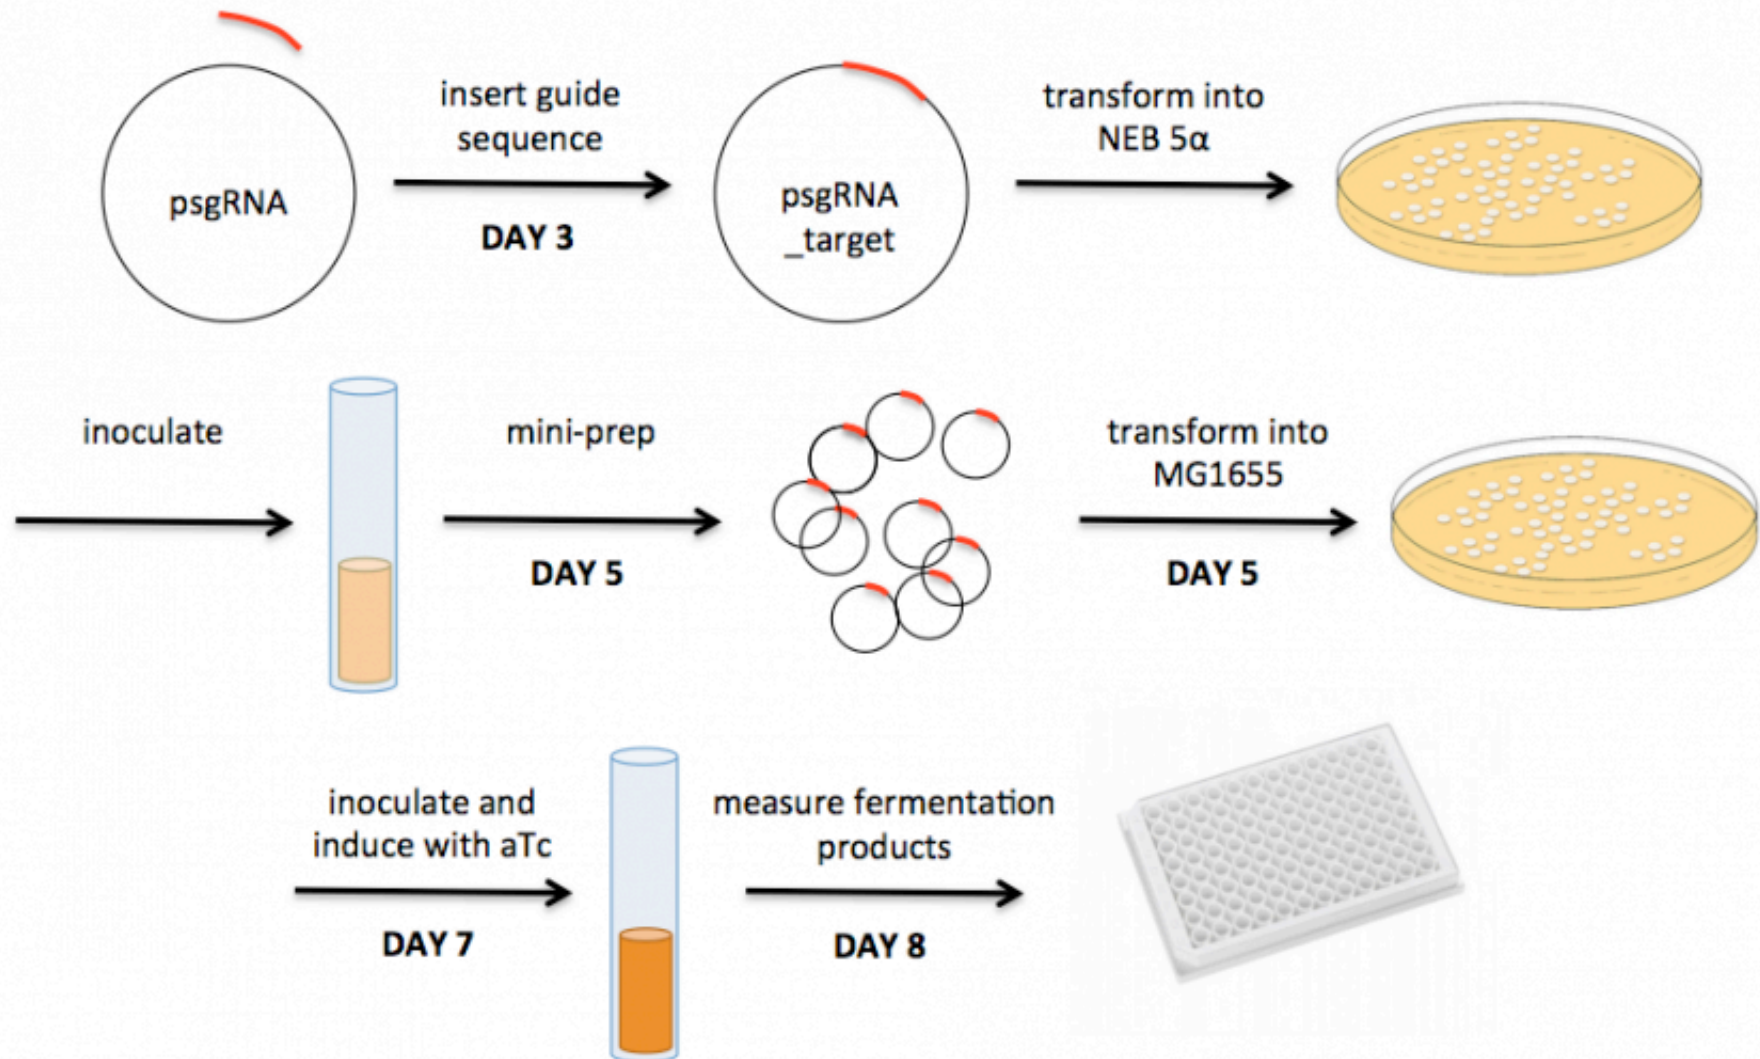 psgRNA
insert guide
sequence
DAY 3
psgRNA
_target
transform into
NEB 5α
inoculate
mini-prep
DAY 5
transform into
MG1655
DAY 5
inoculate and
induce with aTc
DAY 7
measure fermentation
products
DAY 8